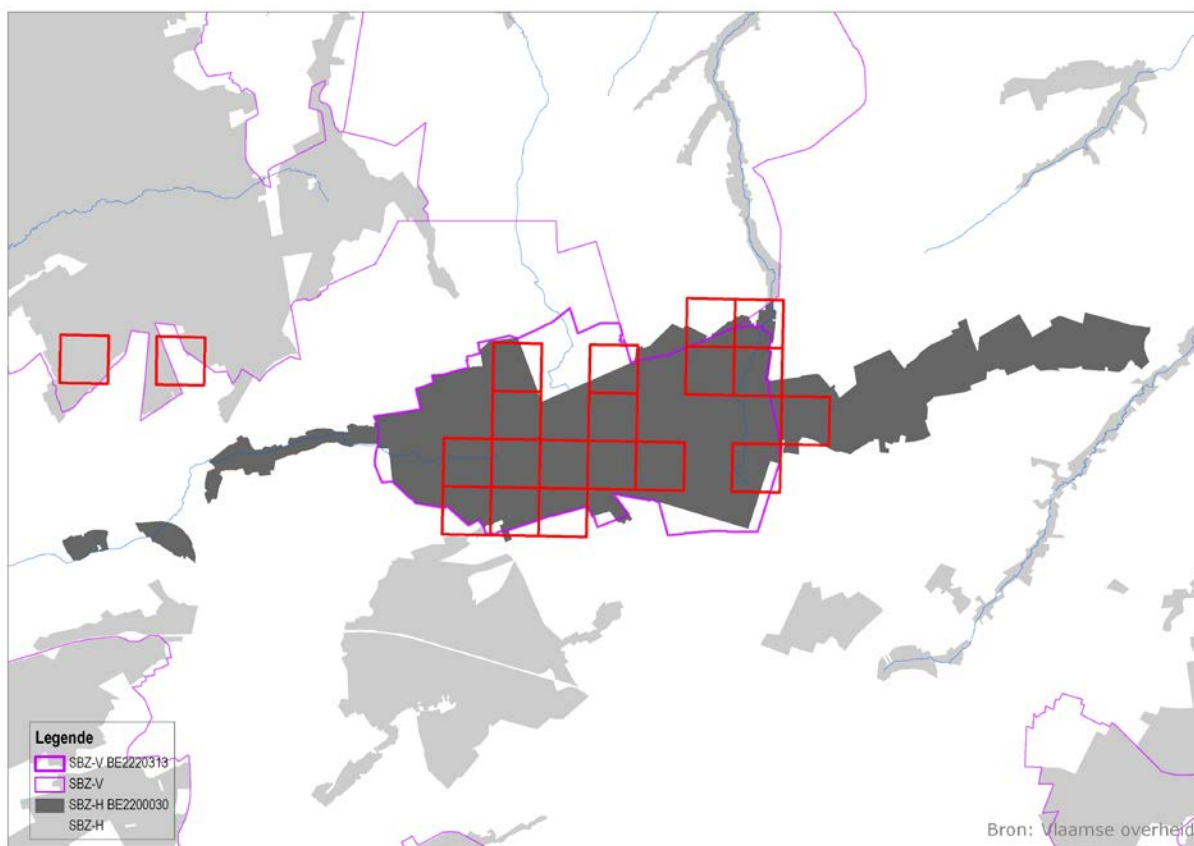 Legende
SBZ-V BE2220313
SBZ-V
SBZ-H BE2200030
SBZ-H
Bron: Vlaamse overheid